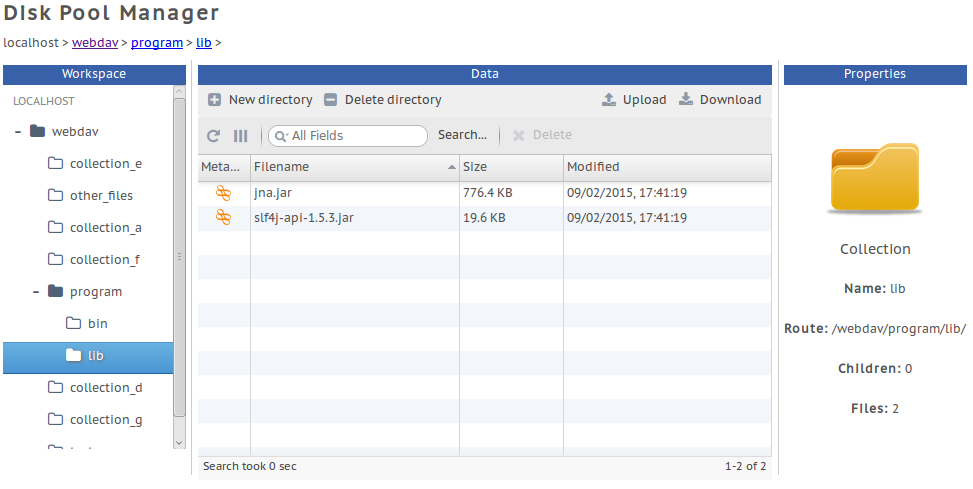 Disk Pool Manager
localhost > webdav > program > lib >
Workspace
LOCALHOST
webdav
collection_e
other_files
collection_a
collection_f
program
bin
lib
collection_d
collection_g
Data
New directory Delete directory Upload Download
All Fields Search... Delete
Meta... Filename Size Modified
jna.jar 776.4 KB 09/02/2015, 17:41:19
slf4j-api-1.5.3.jar 19.6 KB 09/02/2015, 17:41:19
Search took 0 sec 1-2 of 2
Properties
Collection
Name: lib
Route: /webdav/program/lib/
Children: 0
Files: 2